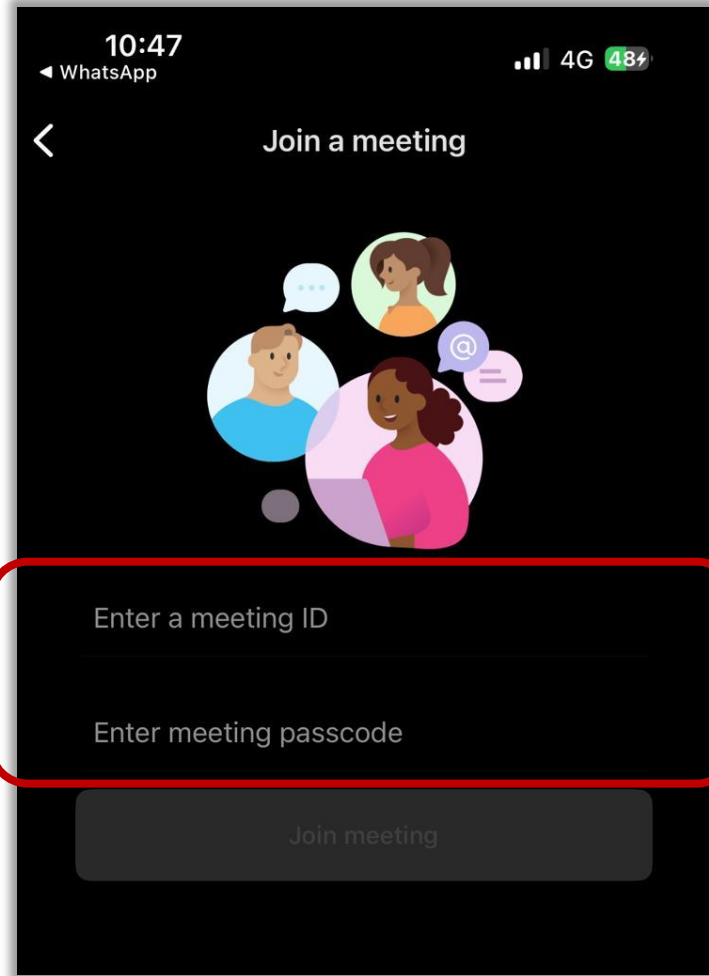 10:47
◀ WhatsApp
4G 48
Join a meeting
@
Enter a meeting ID
Enter meeting passcode
Join meeting